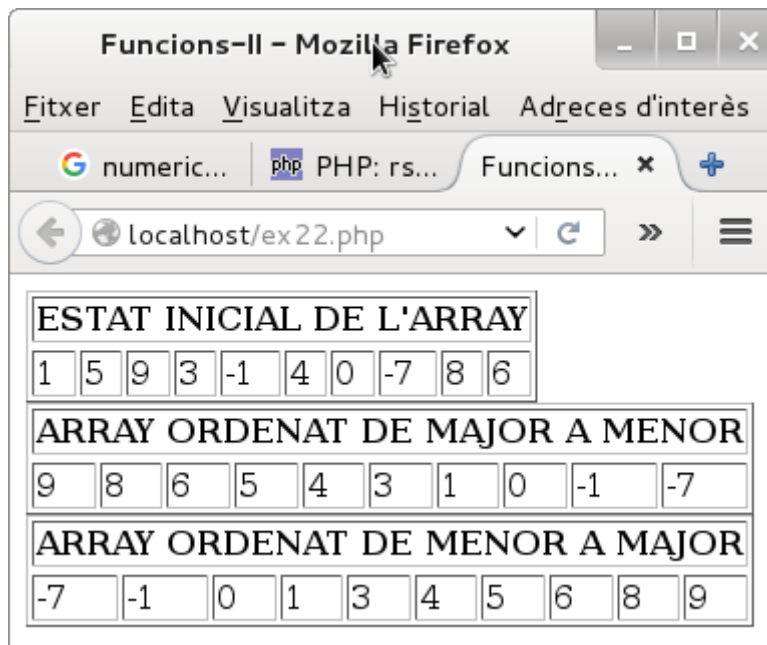 Funcions-II - Mozilla Firefox
Fitxer Edita Visualitza Historial Adreces d'interès
numeric... PHP: rs... Funcions...
localhost/ex22.php
ESTAT INICIAL DE L'ARRAY
1 5 9 3 -1 4 0 -7 8 6
ARRAY ORDENAT DE MAJOR A MENOR
9 8 6 5 4 3 1 0 -1 -7
ARRAY ORDENAT DE MENOR A MAJOR
-7 -1 0 1 3 4 5 6 8 9